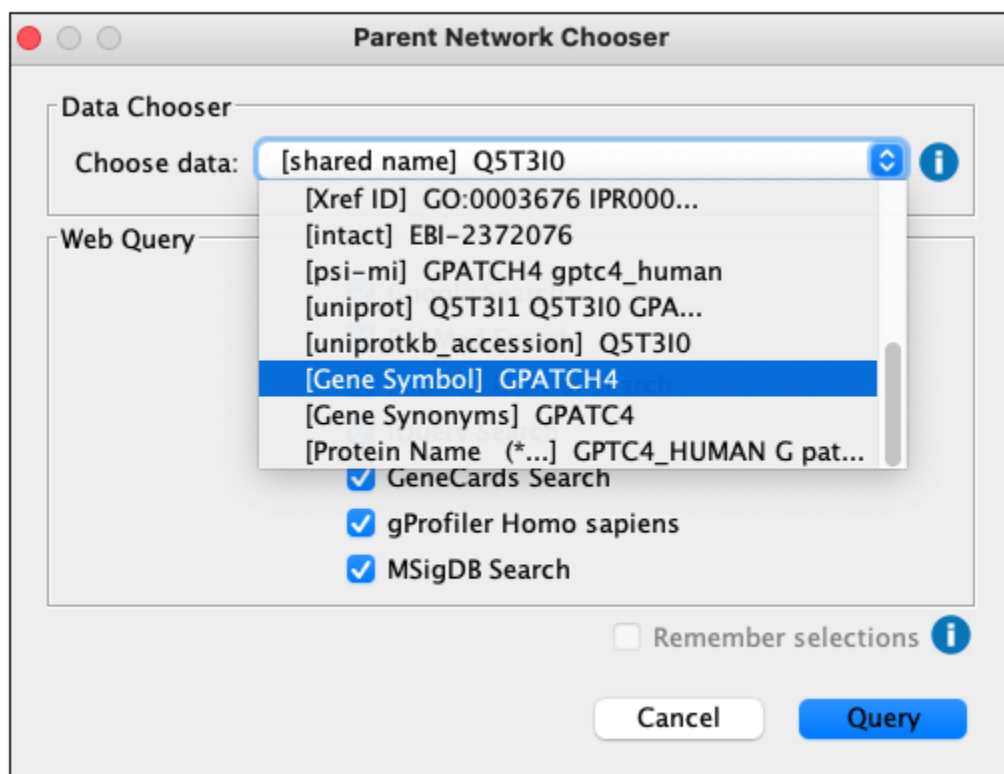 Parent Network Chooser
Data Chooser
Choose data: [shared name] Q5T3I0
[Xref ID] GO:0003676 IPR000...
Web Query
[intact] EBI-2372076
[psi-mi] GPATCH4 gptc4_human
[uniprot] Q5T3I1 Q5T3I0 GPA...
[uniprotkb_accession] Q5T3I0
[Gene Symbol] GPATCH4
[Gene Synonyms] GPATC4
[Protein Name (*...] GPTC4_HUMAN G pat...
GeneCards Search
gProfiler Homo sapiens
MSigDB Search
Remember selections
Cancel
Query